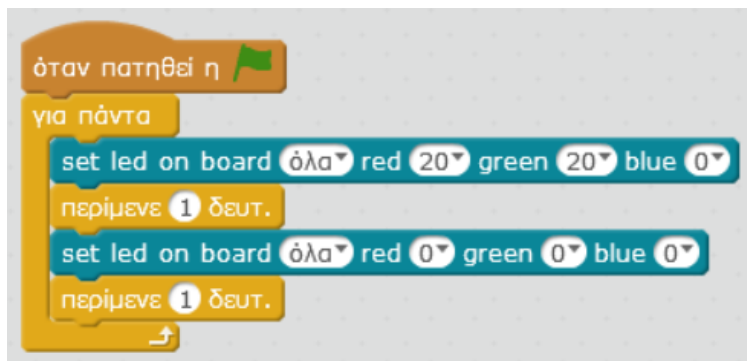 όταν πατηθεί η
για πάντα
set led on board όλα red 20 green 20 blue 0
περίμενε 1 δευτ.
set led on board όλα red 0 green 0 blue 0
περίμενε 1 δευτ.